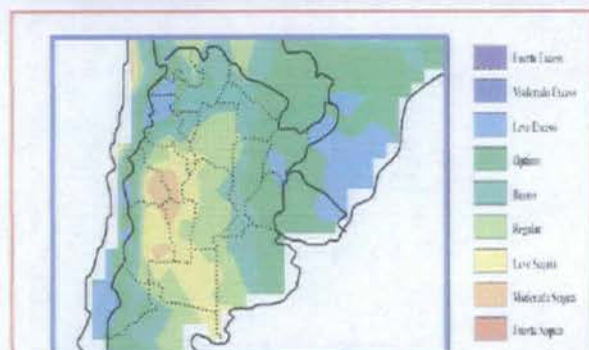 Fuerte Exceso
Moderado Exceso
Leve Exceso
Optimo
Bueno
Regular
Leve Sequia
Moderada Sequia
Fuerte Sequia